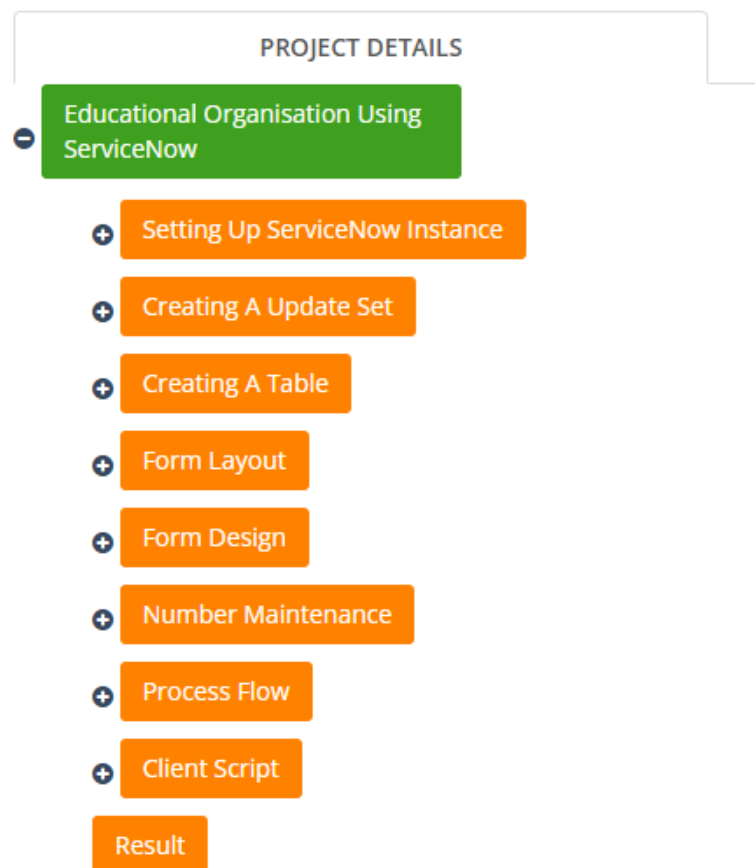 PROJECT DETAILS
Educational Organisation Using
ServiceNow
Setting Up ServiceNow Instance
Creating A Update Set
Creating A Table
Form Layout
Form Design
Number Maintenance
Process Flow
Client Script
Result